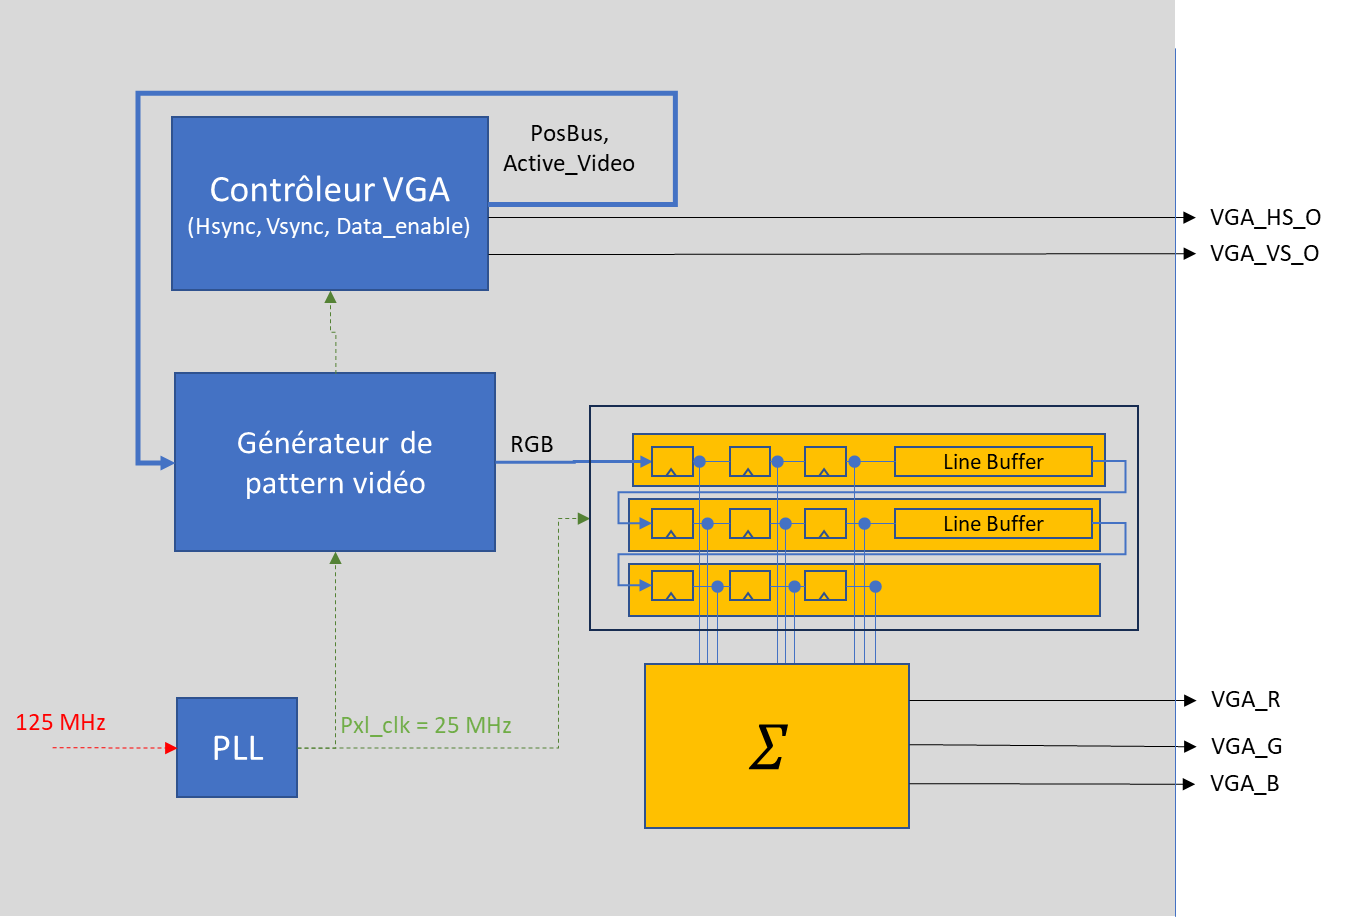 PosBus,
Active_Video
Contrôleur VGA
(Hsync, Vsync, Data_enable)
VGA_HS_O
VGA_VS_O
Générateur de
pattern vidéo
RGB
Line Buffer
Line Buffer
125 MHz
PLL
Pxl_clk = 25 MHz
Σ
VGA_R
VGA_G
VGA_B